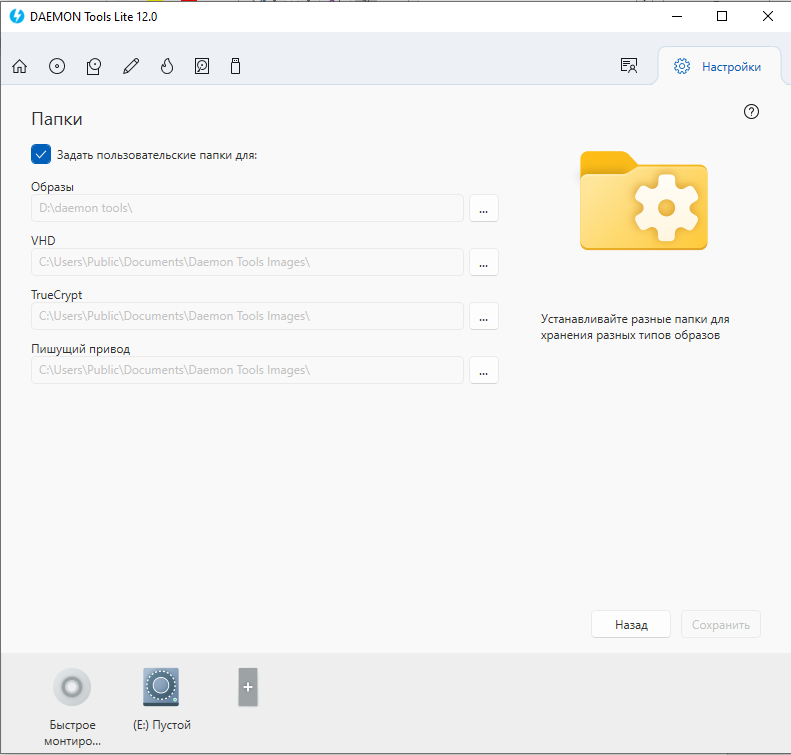 DAEMON Tools Lite 12.0
Настройки
Папки
Задать пользовательские папки для:
Образы
D:\daemon tools\
...
VHD
C:\Users\Public\Documents\Daemon Tools Images\
...
TrueCrypt
C:\Users\Public\Documents\Daemon Tools Images\
...
Пишущий привод
C:\Users\Public\Documents\Daemon Tools Images\
...
Устанавливайте разные папки для
хранения разных типов образов
Назад
Сохранить
Быстрое
монтиро...
(E:) Пустой